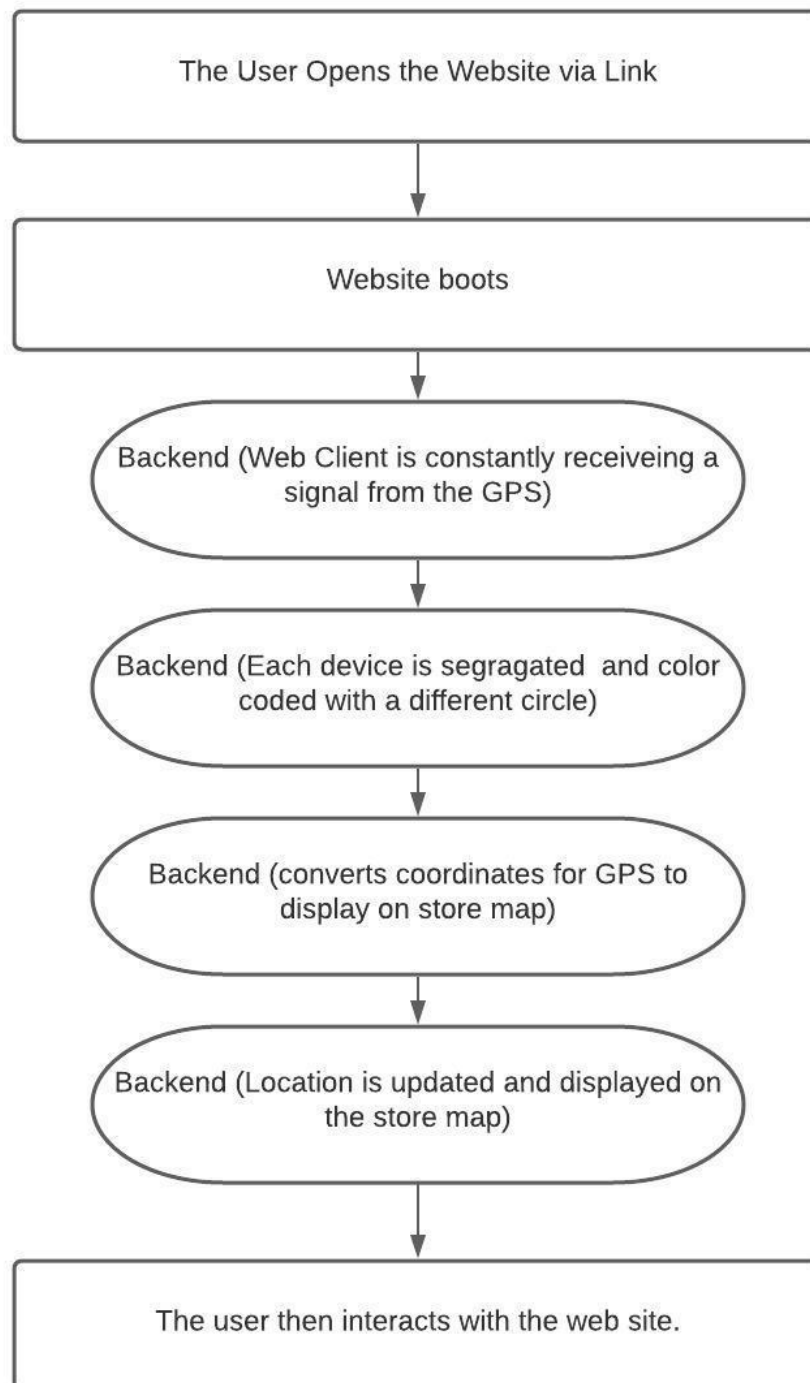 The User Opens the Website via Link
Website boots
Backend (Web Client is constantly receiveing a
signal from the GPS)
Backend (Each device is segragated  and color
coded with a different circle)
Backend (converts coordinates for GPS to
display on store map)
Backend (Location is updated and displayed on
the store map)
The user then interacts with the web site.